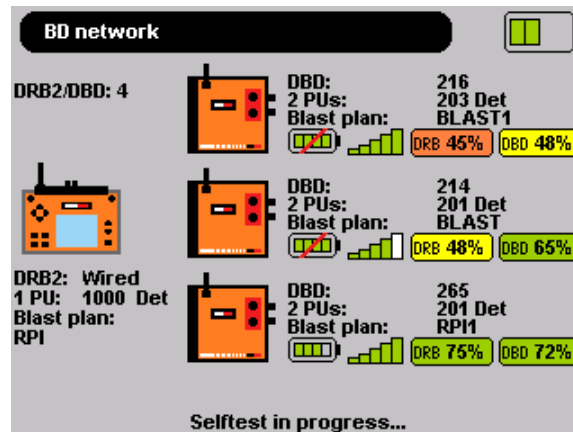 BD network
DRB2/DBD: 4
DBD: 216
2 PUs: 203 Det
Blast plan: BLAST1
DRB 45% DBD 48%
DBD: 214
2 PUs: 201 Det
Blast plan: BLAST
DRB 48% DBD 65%
DRB2: Wired
1 PU: 1000 Det
Blast plan:
RPI
DBD: 265
2 PUs: 201 Det
Blast plan: RPI1
DRB 75% DBD 72%
Selftest in progress...